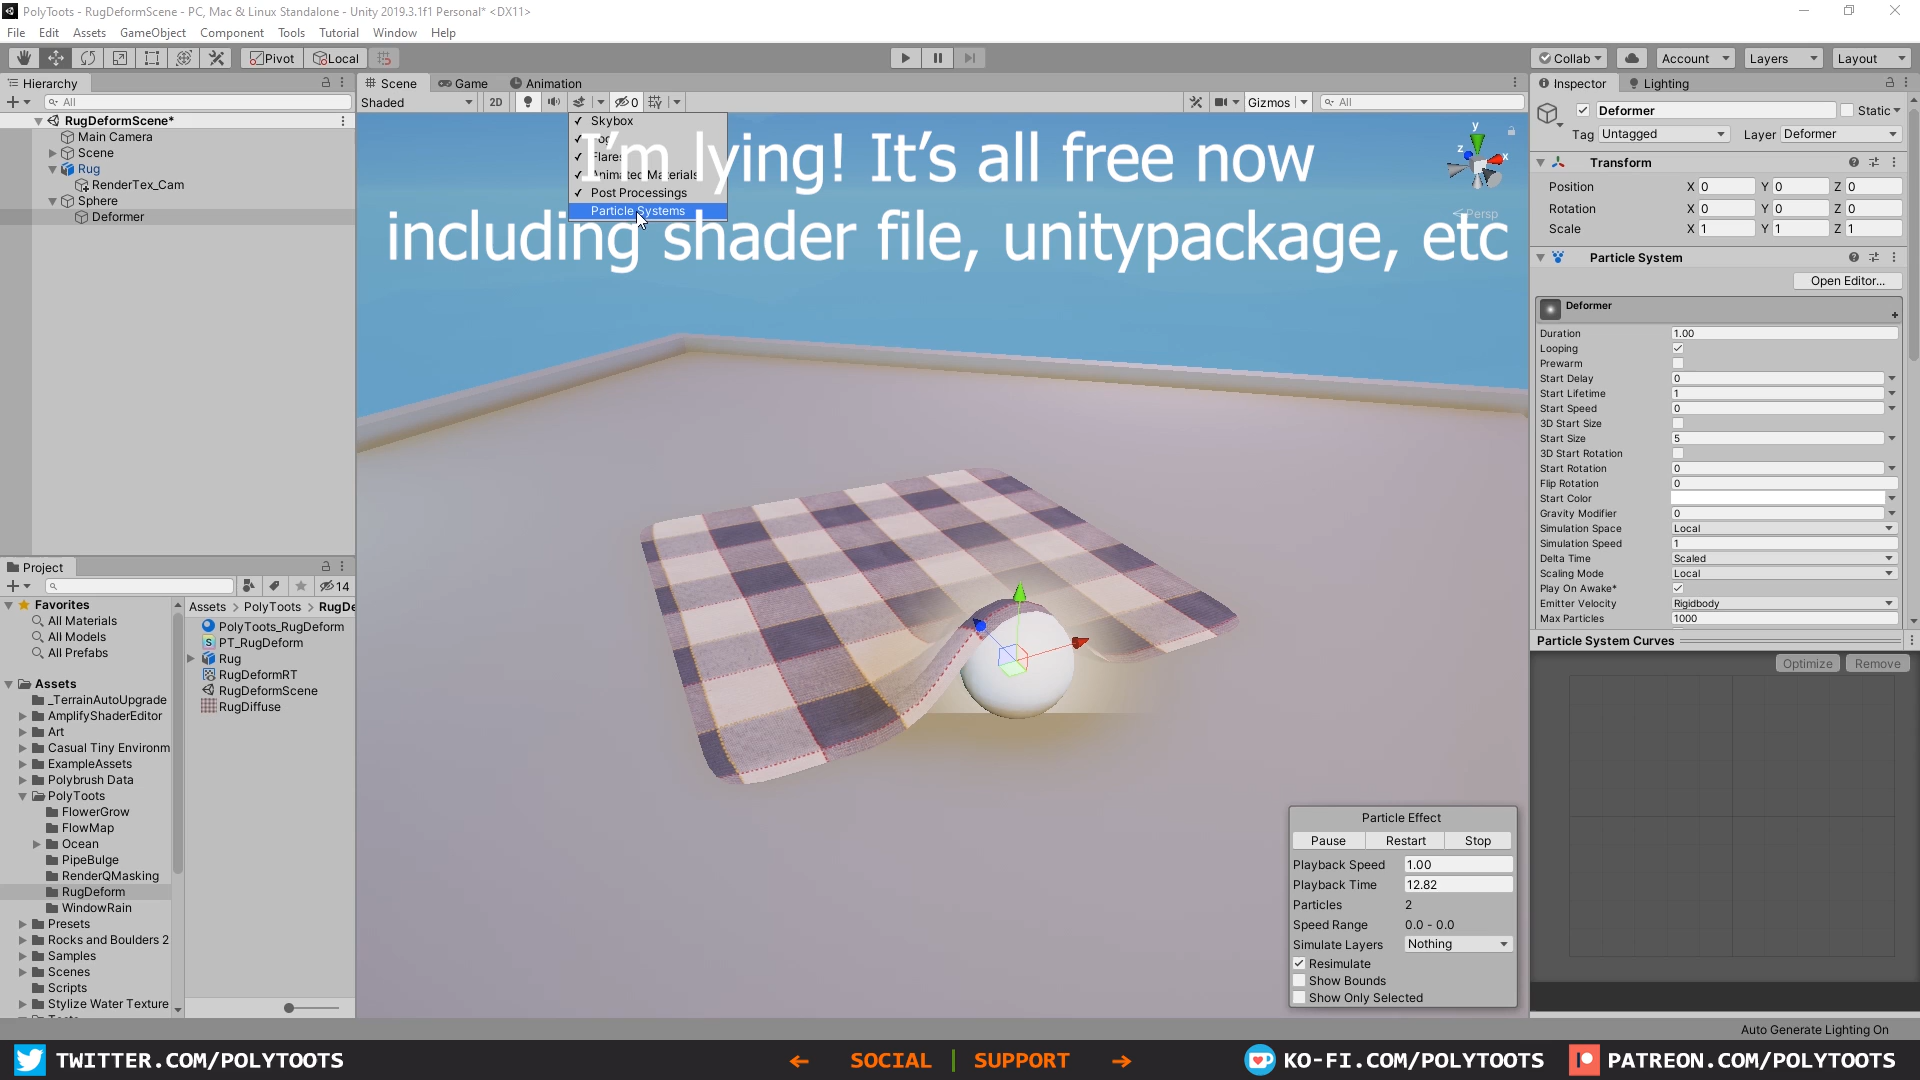 PolyToots - RugDeformScene - PC, Mac & Linux Standalone - Unity 2019.3.1f1 Personal* <DX11>
File Edit Assets GameObject Component Tools Tutorial Window Help
Pivot Local
Collab Account Layers Layout
Hierarchy
All
RugDeformScene*
Main Camera
Scene
Rug
RenderTex_Cam
Sphere
Deformer
Scene Game Animation
Shaded 2D 0 Gizmos All
Skybox
Flares
Animated Materials
Post Processings
Particle Systems
I'm lying! It's all free now
including shader file, unitypackage, etc
y
z
x
< Persp
Particle Effect
Pause Restart Stop
Playback Speed 1.00
Playback Time 12.82
Particles 2
Speed Range 0.0 - 0.0
Simulate Layers Nothing
Resimulate
Show Bounds
Show Only Selected
Inspector Lighting
Deformer Static
Tag Untagged Layer Deformer
Transform
Position X 0 Y 0 Z 0
Rotation X 0 Y 0 Z 0
Scale X 1 Y 1 Z 1
Particle System
Open Editor...
Deformer
Duration 1.00
Looping
Prewarm
Start Delay 0
Start Lifetime 1
Start Speed 0
3D Start Size
Start Size 5
3D Start Rotation
Start Rotation 0
Flip Rotation 0
Start Color
Gravity Modifier 0
Simulation Space Local
Simulation Speed 1
Delta Time Scaled
Scaling Mode Local
Play On Awake*
Emitter Velocity Rigidbody
Max Particles 1000
Particle System Curves
Optimize Remove
Project
14
Favorites
All Materials
All Models
All Prefabs
Assets
_TerrainAutoUpgrade
AmplifyShaderEditor
Art
Casual Tiny Environm
ExampleAssets
Polybrush Data
PolyToots
FlowerGrow
FlowMap
Ocean
PipeBulge
RenderQMasking
RugDeform
WindowRain
Presets
Rocks and Boulders 2
Samples
Scenes
Scripts
Stylize Water Texture
Assets > PolyToots > RugDe
PolyToots_RugDeform
PT_RugDeform
Rug
RugDeformRT
RugDeformScene
RugDiffuse
Auto Generate Lighting On
TWITTER.COM/POLYTOOTS
← SOCIAL | SUPPORT →
KO-FI.COM/POLYTOOTS
PATREON.COM/POLYTOOTS